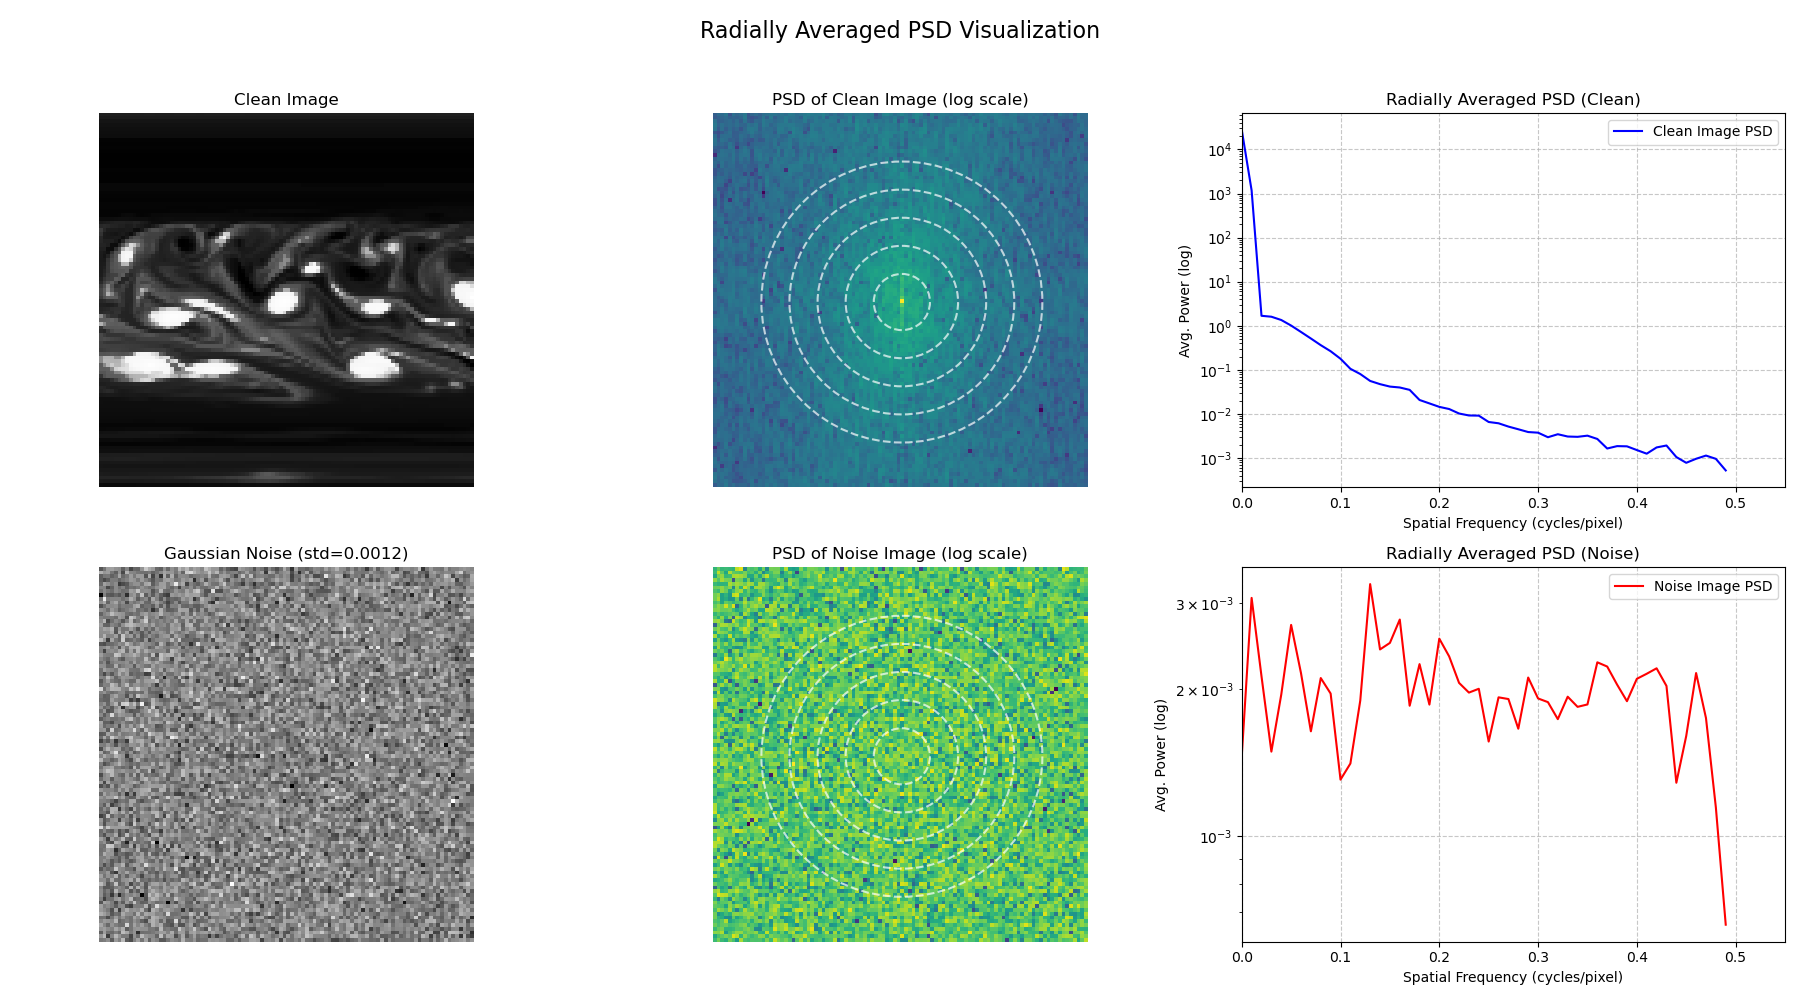 Radially Averaged PSD Visualization
Clean Image
PSD of Clean Image (log scale)
Radially Averaged PSD (Clean)
Clean Image PSD
Avg. Power (log)
10^4
10^3
10^2
10^1
10^0
10^-1
10^-2
10^-3
0.0 0.1 0.2 0.3 0.4 0.5
Spatial Frequency (cycles/pixel)
Gaussian Noise (std=0.0012)
PSD of Noise Image (log scale)
Radially Averaged PSD (Noise)
Noise Image PSD
Avg. Power (log)
3 × 10^-3
2 × 10^-3
10^-3
0.0 0.1 0.2 0.3 0.4 0.5
Spatial Frequency (cycles/pixel)